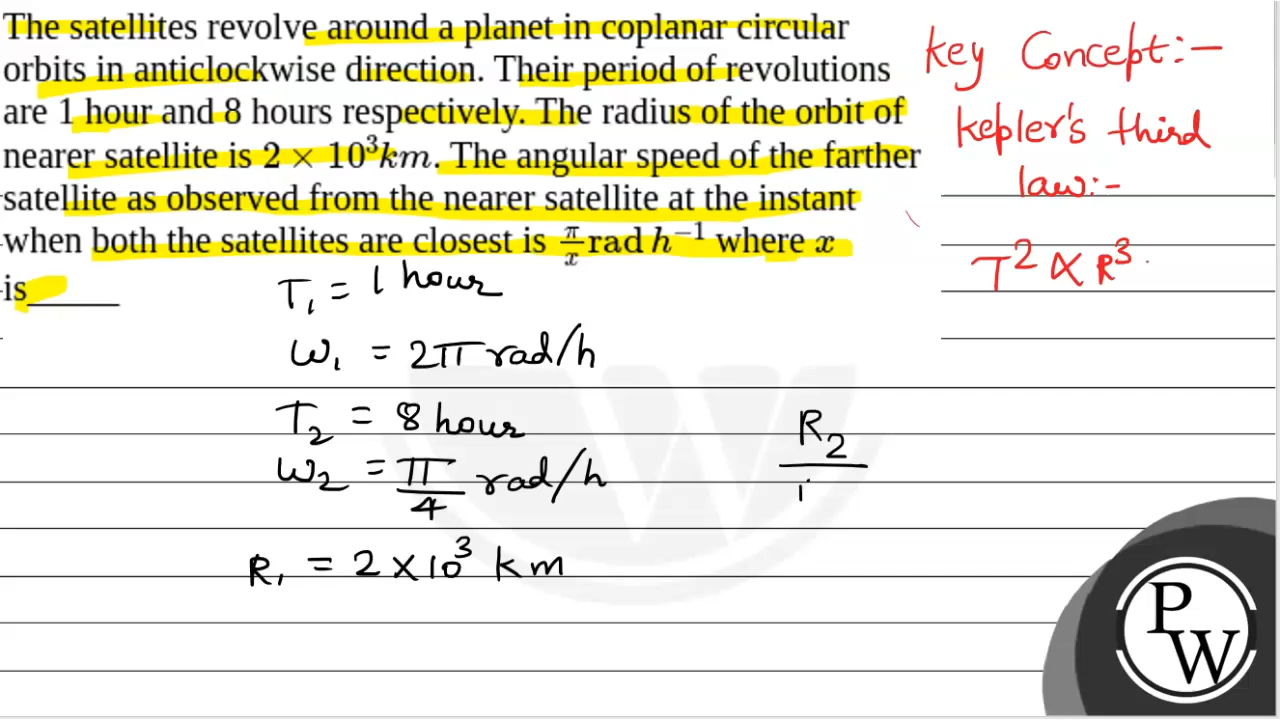 The satellites revolve around a planet in coplanar circular
orbits in anticlockwise direction. Their period of revolutions
are 1 hour and 8 hours respectively. The radius of the orbit of
nearer satellite is 2 × 10³km. The angular speed of the farther
satellite as observed from the nearer satellite at the instant
when both the satellites are closest is π/x rad h⁻¹ where x
is______
key Concept:-
kepler's third
law:-
T² ∝ R³
T₁ = 1 hour
ω₁ = 2π rad/h
T₂ = 8 hour
ω₂ = π/4 rad/h
R₁ = 2 × 10³ km
R₂
PW